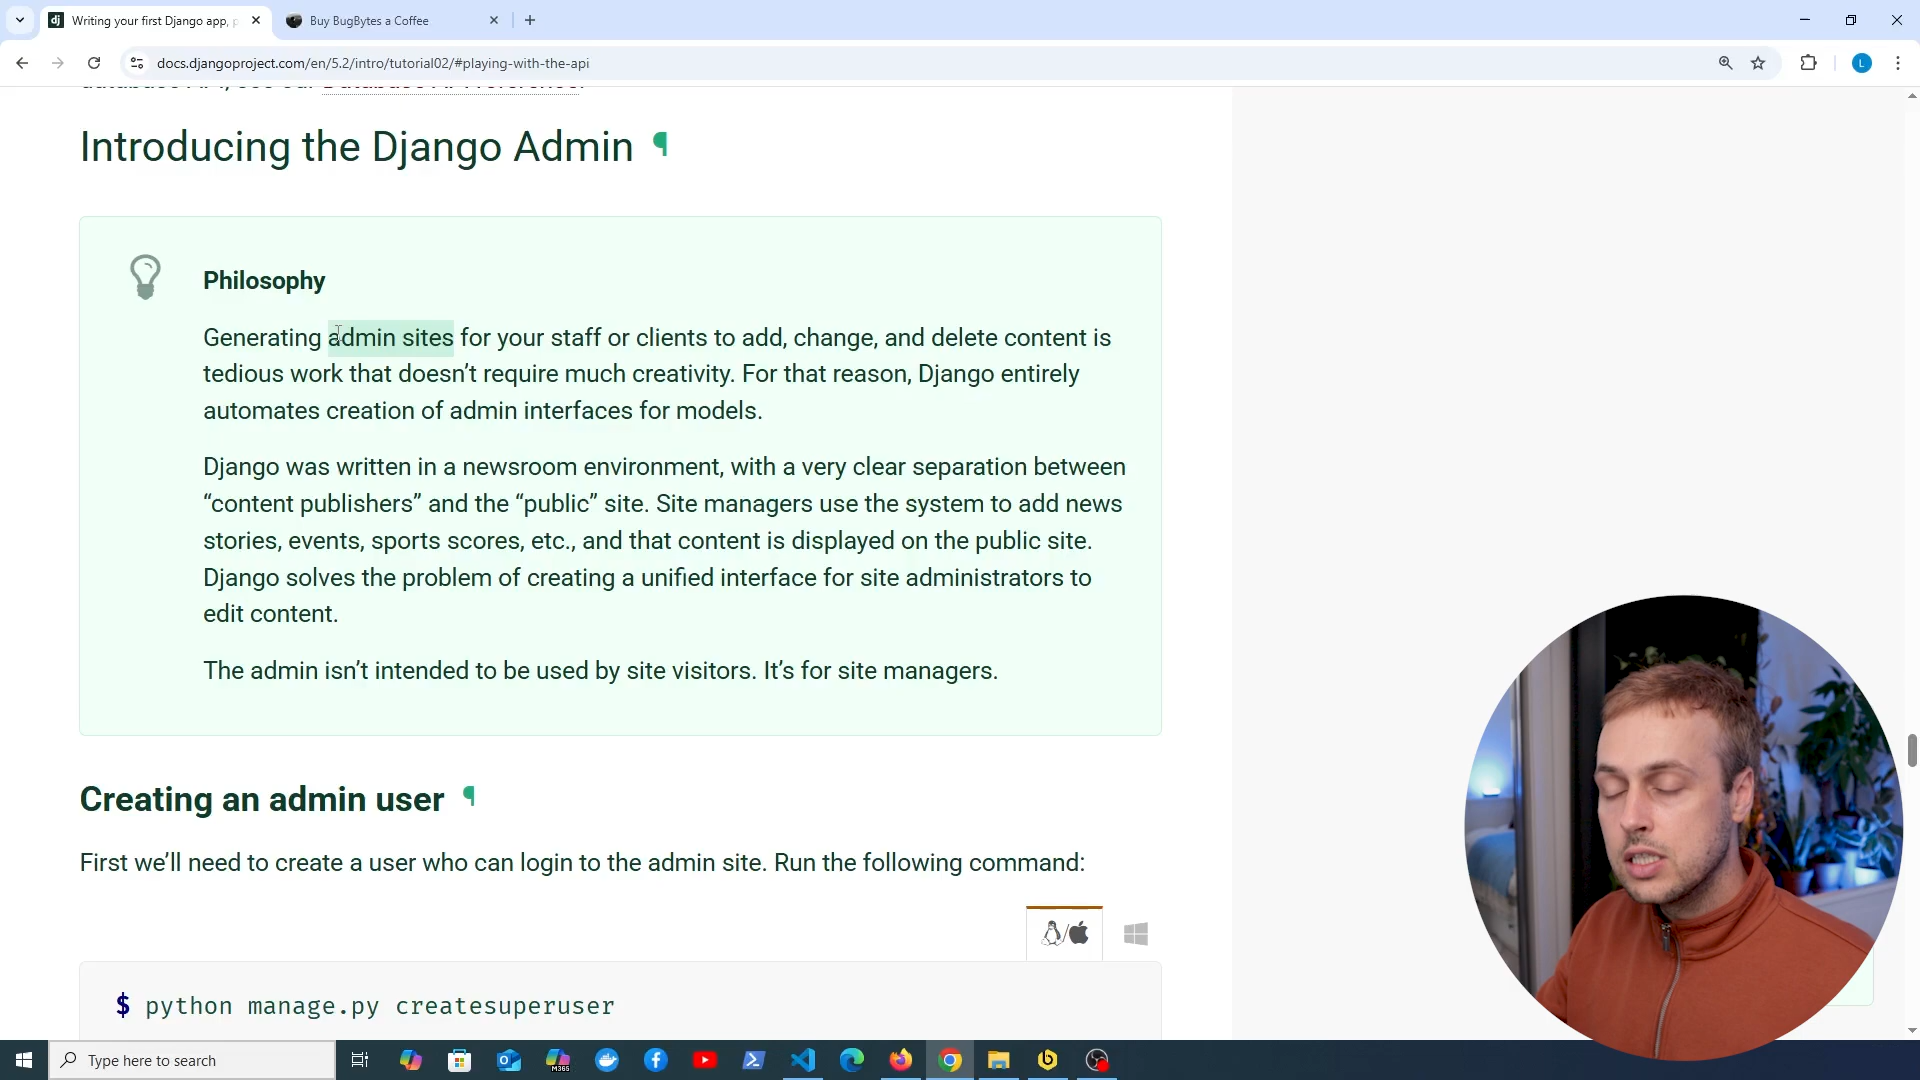 Writing your first Django app, p
Buy BugBytes a Coffee
docs.djangoproject.com/en/5.2/intro/tutorial02/#playing-with-the-api
L
Introducing the Django Admin ¶
Philosophy
Generating admin sites for your staff or clients to add, change, and delete content is
tedious work that doesn’t require much creativity. For that reason, Django entirely
automates creation of admin interfaces for models.
Django was written in a newsroom environment, with a very clear separation between
“content publishers” and the “public” site. Site managers use the system to add news
stories, events, sports scores, etc., and that content is displayed on the public site.
Django solves the problem of creating a unified interface for site administrators to
edit content.
The admin isn’t intended to be used by site visitors. It’s for site managers.
Creating an admin user ¶
First we’ll need to create a user who can login to the admin site. Run the following command:
$ python manage.py createsuperuser
Type here to search